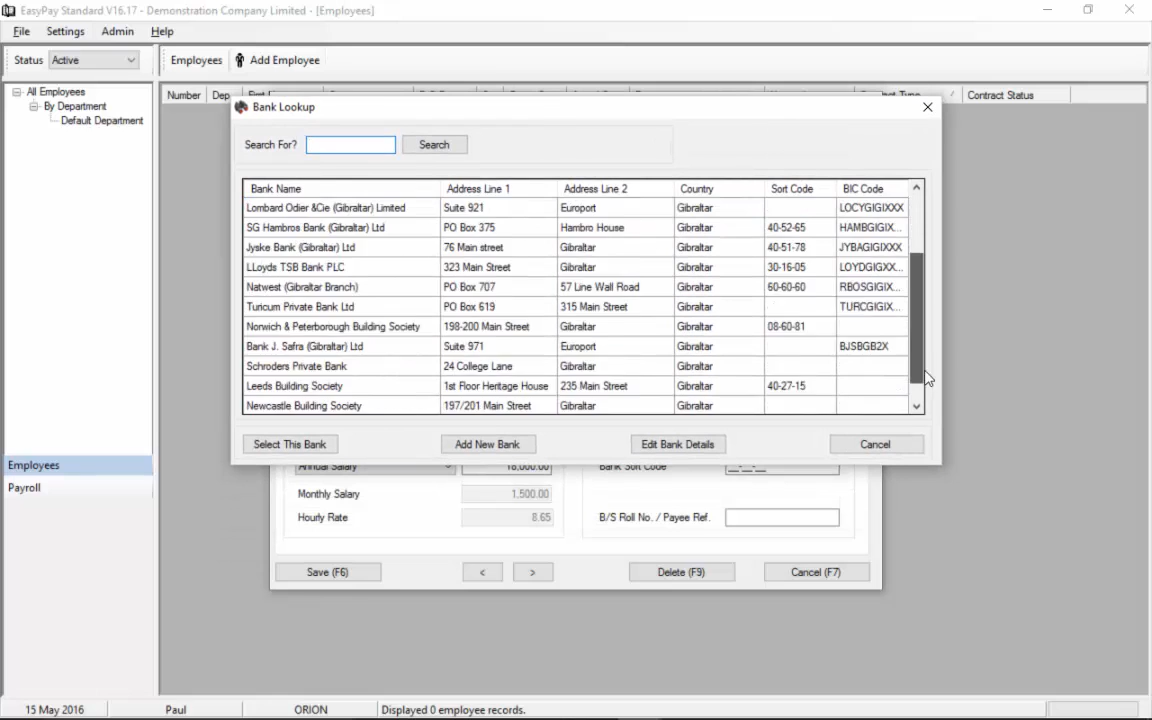 EasyPay Standard V16.17 - Demonstration Company Limited - [Employees]
File Settings Admin Help
Status Active Employees Add Employee
All Employees
By Department
Default Department
Number Contract Status
Bank Lookup
Search For? Search
Bank Name Address Line 1 Address Line 2 Country Sort Code BIC Code
Lombard Odier &Cie (Gibraltar) Limited Suite 921 Europort Gibraltar LOCYGIGIXXX
SG Hambros Bank (Gibraltar) Ltd PO Box 375 Hambro House Gibraltar 40-52-65 HAMBGIGIX...
Jyske Bank (Gibraltar) Ltd 76 Main street Gibraltar Gibraltar 40-51-78 JYBAGIGIXXX
LLoyds TSB Bank PLC 323 Main Street Gibraltar Gibraltar 30-16-05 LOYDGIGXX...
Natwest (Gibraltar Branch) PO Box 707 57 Line Wall Road Gibraltar 60-60-60 RBOSGIGIX...
Turicum Private Bank Ltd PO Box 619 315 Main Street Gibraltar TURCGIGIX...
Norwich & Peterborough Building Society 198-200 Main Street Gibraltar Gibraltar 08-60-81
Bank J. Safra (Gibraltar) Ltd Suite 971 Europort Gibraltar BJSBGB2X
Schroders Private Bank 24 College Lane Gibraltar Gibraltar
Leeds Building Society 1st Floor Heritage House 235 Main Street Gibraltar 40-27-15
Newcastle Building Society 197/201 Main Street Gibraltar Gibraltar
Select This Bank Add New Bank Edit Bank Details Cancel
Annual Salary 18,000.00 Bank Sort Code __-__-__
Monthly Salary 1,500.00
Hourly Rate 8.65 B/S Roll No. / Payee Ref.
Save (F6) < > Delete (F9) Cancel (F7)
Employees
Payroll
15 May 2016 Paul ORION Displayed 0 employee records.